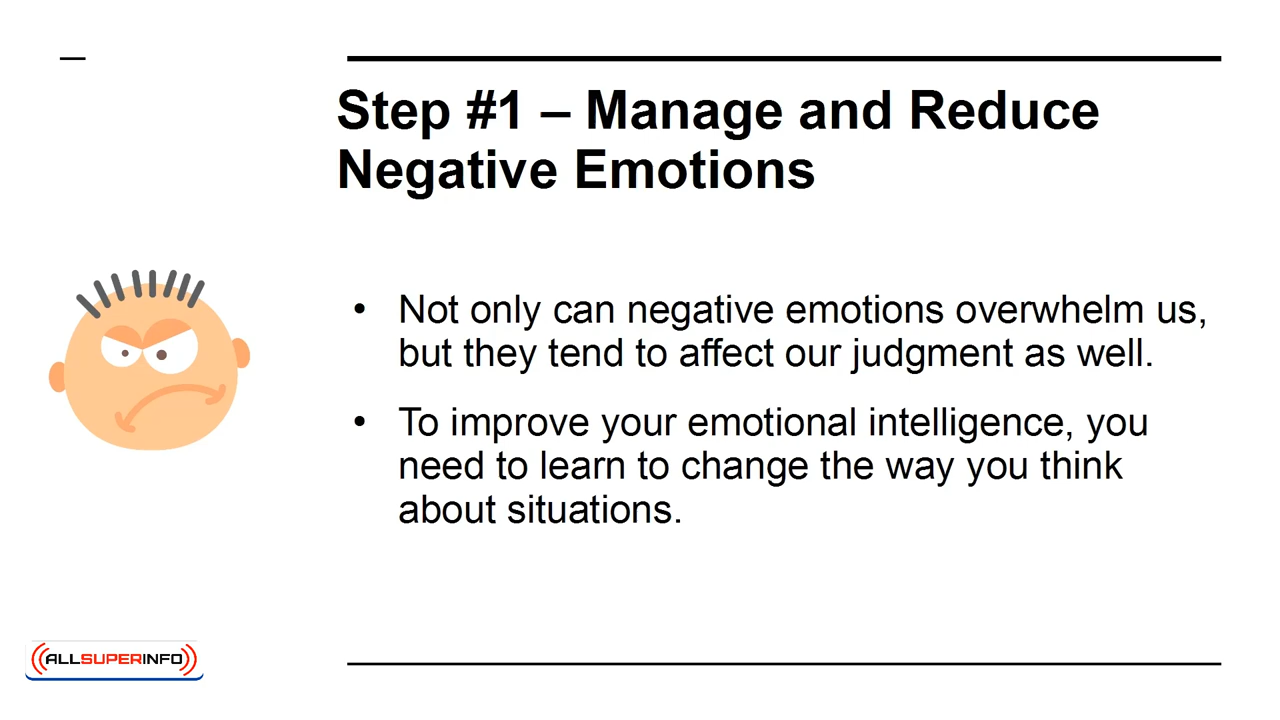 Step #1 – Manage and Reduce
Negative Emotions
• Not only can negative emotions overwhelm us,
but they tend to affect our judgment as well.
• To improve your emotional intelligence, you
need to learn to change the way you think
about situations.
ALLSUPERINFO